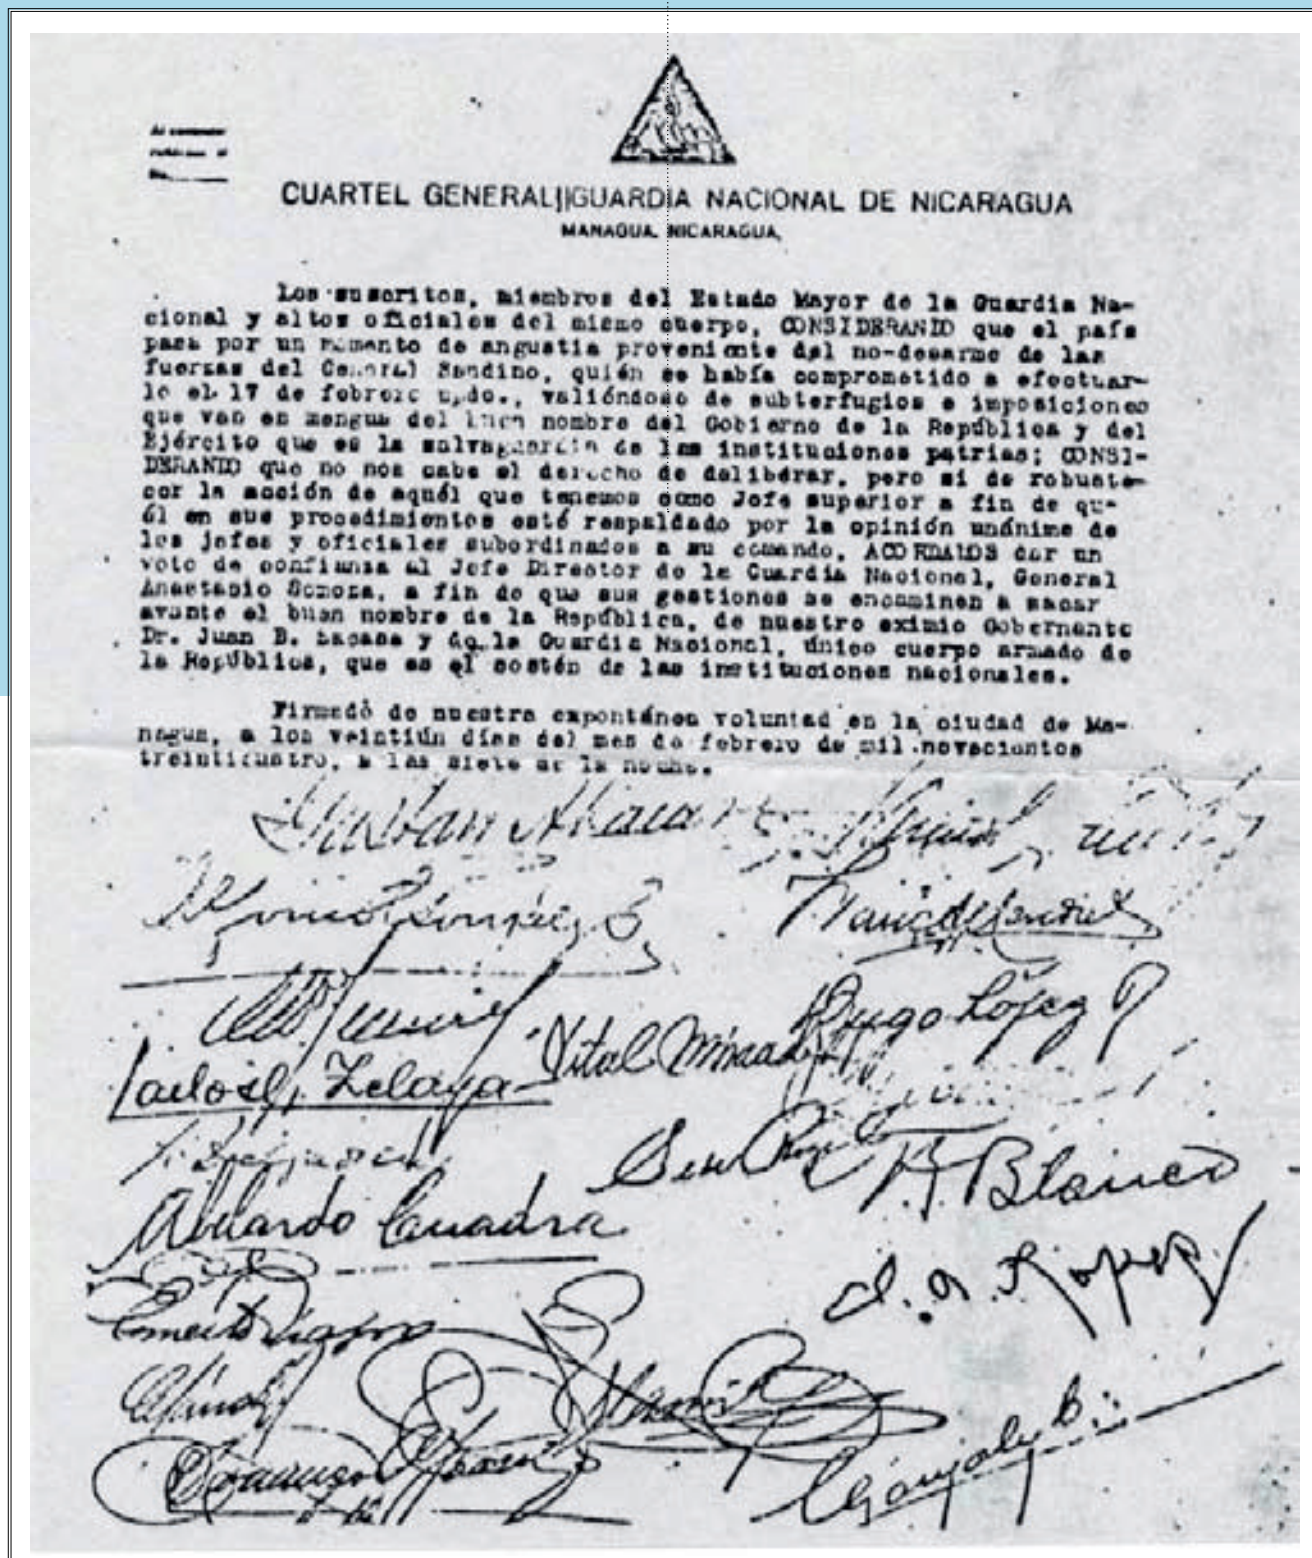 CUARTEL GENERAL||GUARDIA NACIONAL DE NICARAGUA
MANAGUA, NICARAGUA,
Los suscritos, miembros del Estado Mayor de la Guardia Na-
cional y altos oficiales del mismo cuerpo, CONSIDERANDO que el país
pasa por un momento de angustia proveniente del no-desarme de las
fuerzas del General Sandino, quién se había comprometido a efectuar-
lo el 17 de febrero updo., valiéndose de subterfugios e imposiciones
que van en mengua del buen nombre del Gobierno de la República y del
Ejército que es la salvaguardia de las instituciones patrias; CONSI-
DERANDO que no nos cabe el derecho de deliberar, pero si de robuste-
cer la acción de aquél que tenemos como Jefe superior a fin de qu-
él en sus procedimientos esté respaldado por la opinión unánime de
los jefes y oficiales subordinados a su comando, ACORDAMOS dar un
voto de confianza al Jefe Director de la Guardia Nacional, General
Anastasio Somoza, a fin de que sus gestiones se encaminen a sacar
avante el buen nombre de la República, de nuestro eximio Gobernante
Dr. Juan B. Sacasa y de la Guardia Nacional, único cuerpo armado de
la República, que es el sostén de las instituciones nacionales.
Firmado de nuestra expontánea voluntad en la ciudad de Ma-
nagua, a los veintiún días del mes de febrero de mil novecientos
treinticuatro, a las siete de la noche.
Hugo López
Zelaya
Abelardo Cuadra
Blanco
López